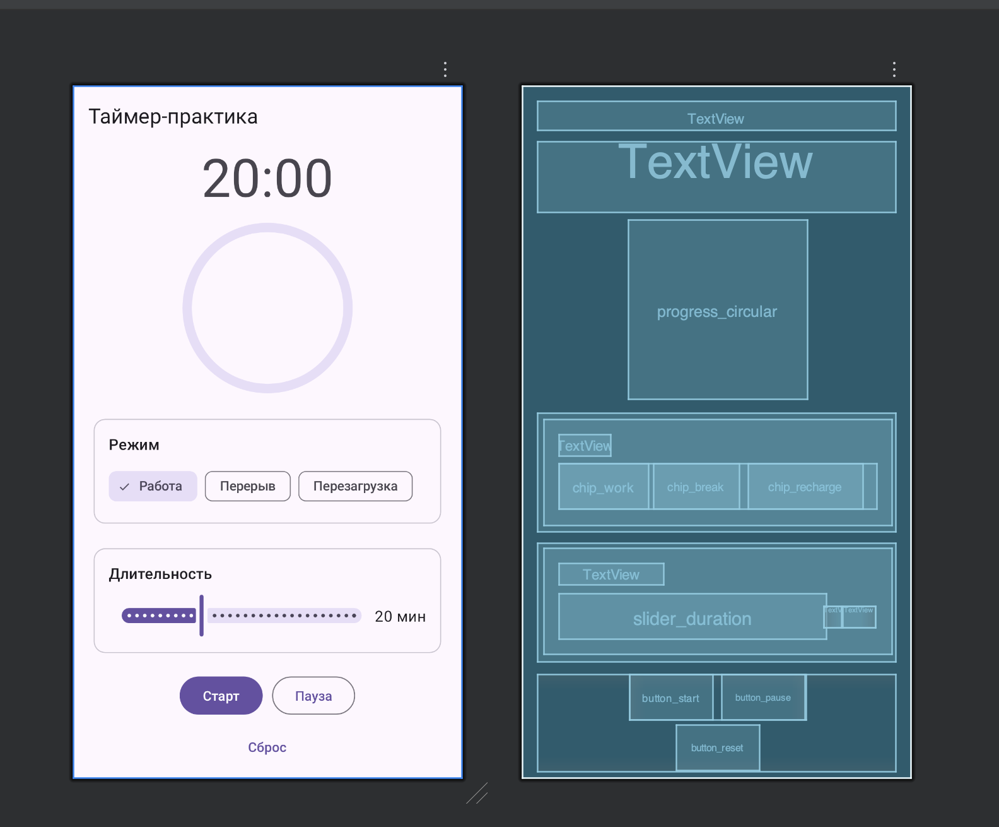 Таймер-практика
20:00
Режим
Работа Перерыв Перезагрузка
Длительность
20 мин
Старт Пауза
Сброс
TextView
TextView
progress_circular
TextView
chip_work chip_break chip_recharge
TextView
slider_duration TextView
button_start button_pause
button_reset